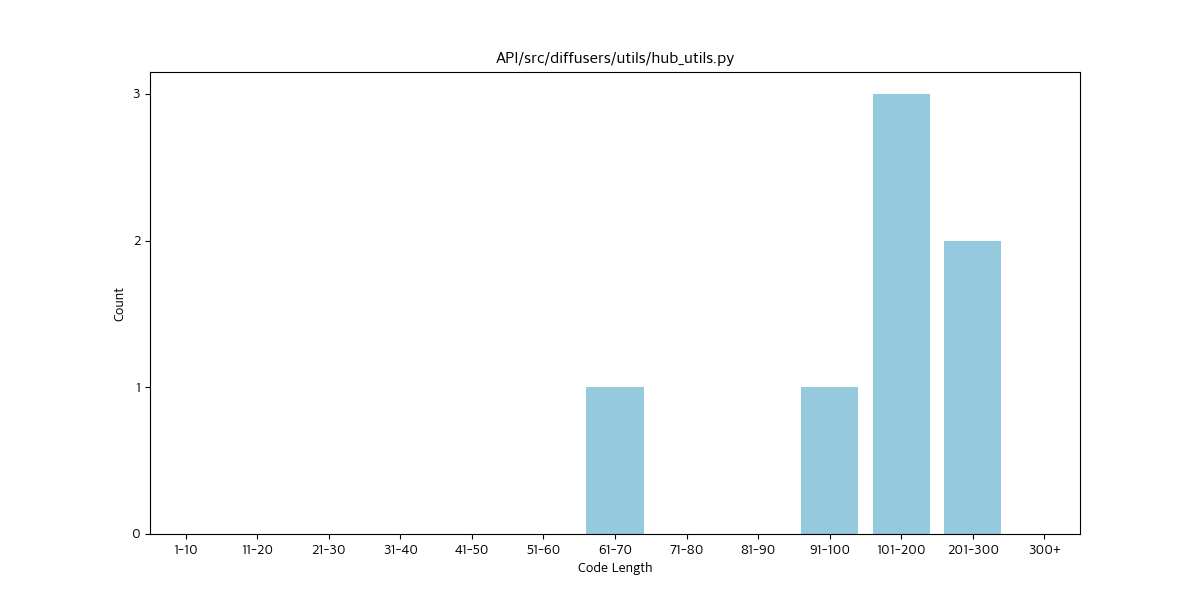 API/src/diffusers/utils/hub_utils.py
3
2
1
0
Count
1-10 11-20 21-30 31-40 41-50 51-60 61-70 71-80 81-90 91-100 101-200 201-300 300+
Code Length